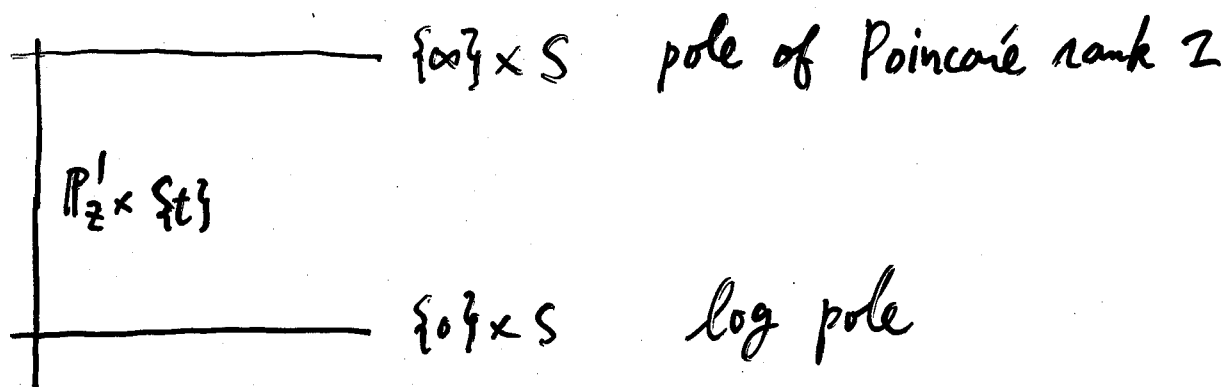 {∞} × S pole of Poincaré rank 1
ℙ¹_z × {t}
{0} × S log pole